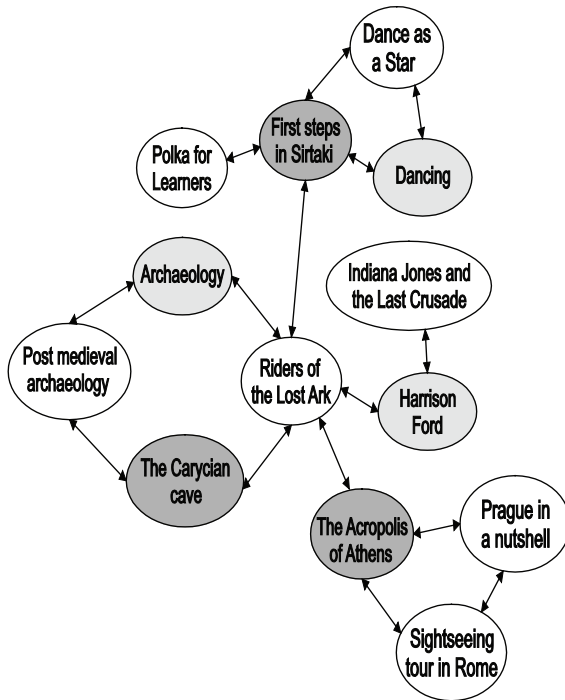 Dance as
a Star
First steps
in Sirtaki
Polka for
Learners
Dancing
Archaeology
Indiana Jones and
the Last Crusade
Post medieval
archaeology
Riders of
the Lost Ark
Harrison
Ford
The Carycian
cave
The Acropolis
of Athens
Prague in
a nutshell
Sightseeing
tour in Rome